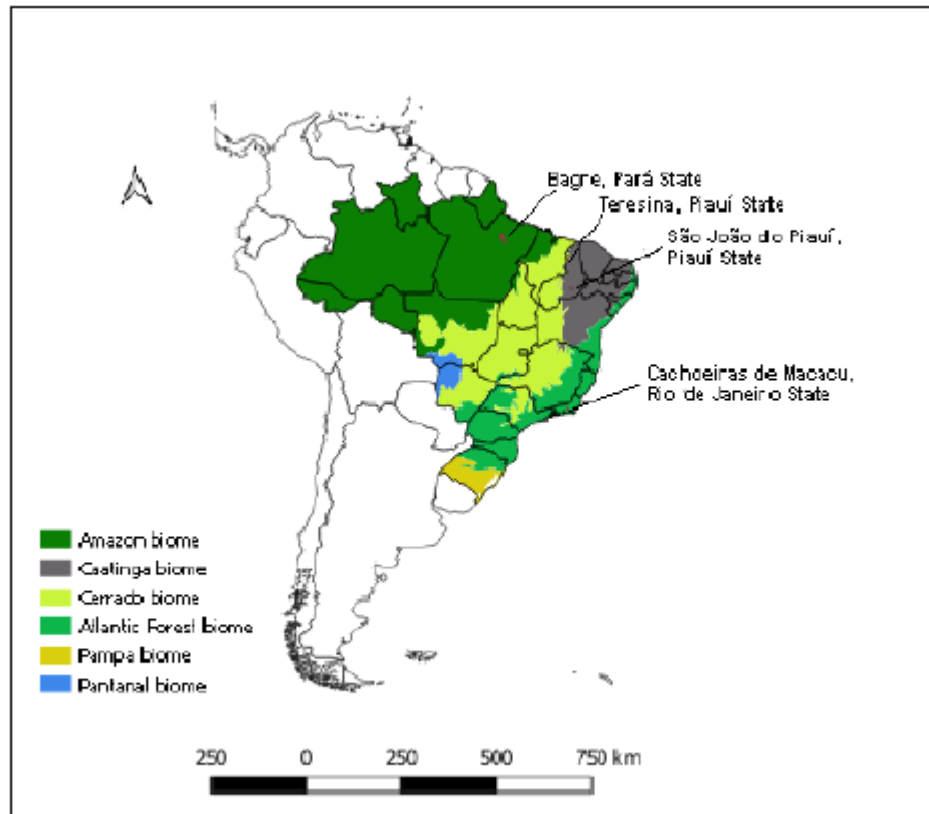 Bagre, Pará State
Teresina, Piauí State
São João do Piauí,
Piauí State
Cachoeiras de Macacu,
Rio de Janeiro State
Amazon biome
Caatinga biome
Cerrado biome
Atlantic Forest biome
Pampa biome
Pantanal biome
250 0 250 500 750 km